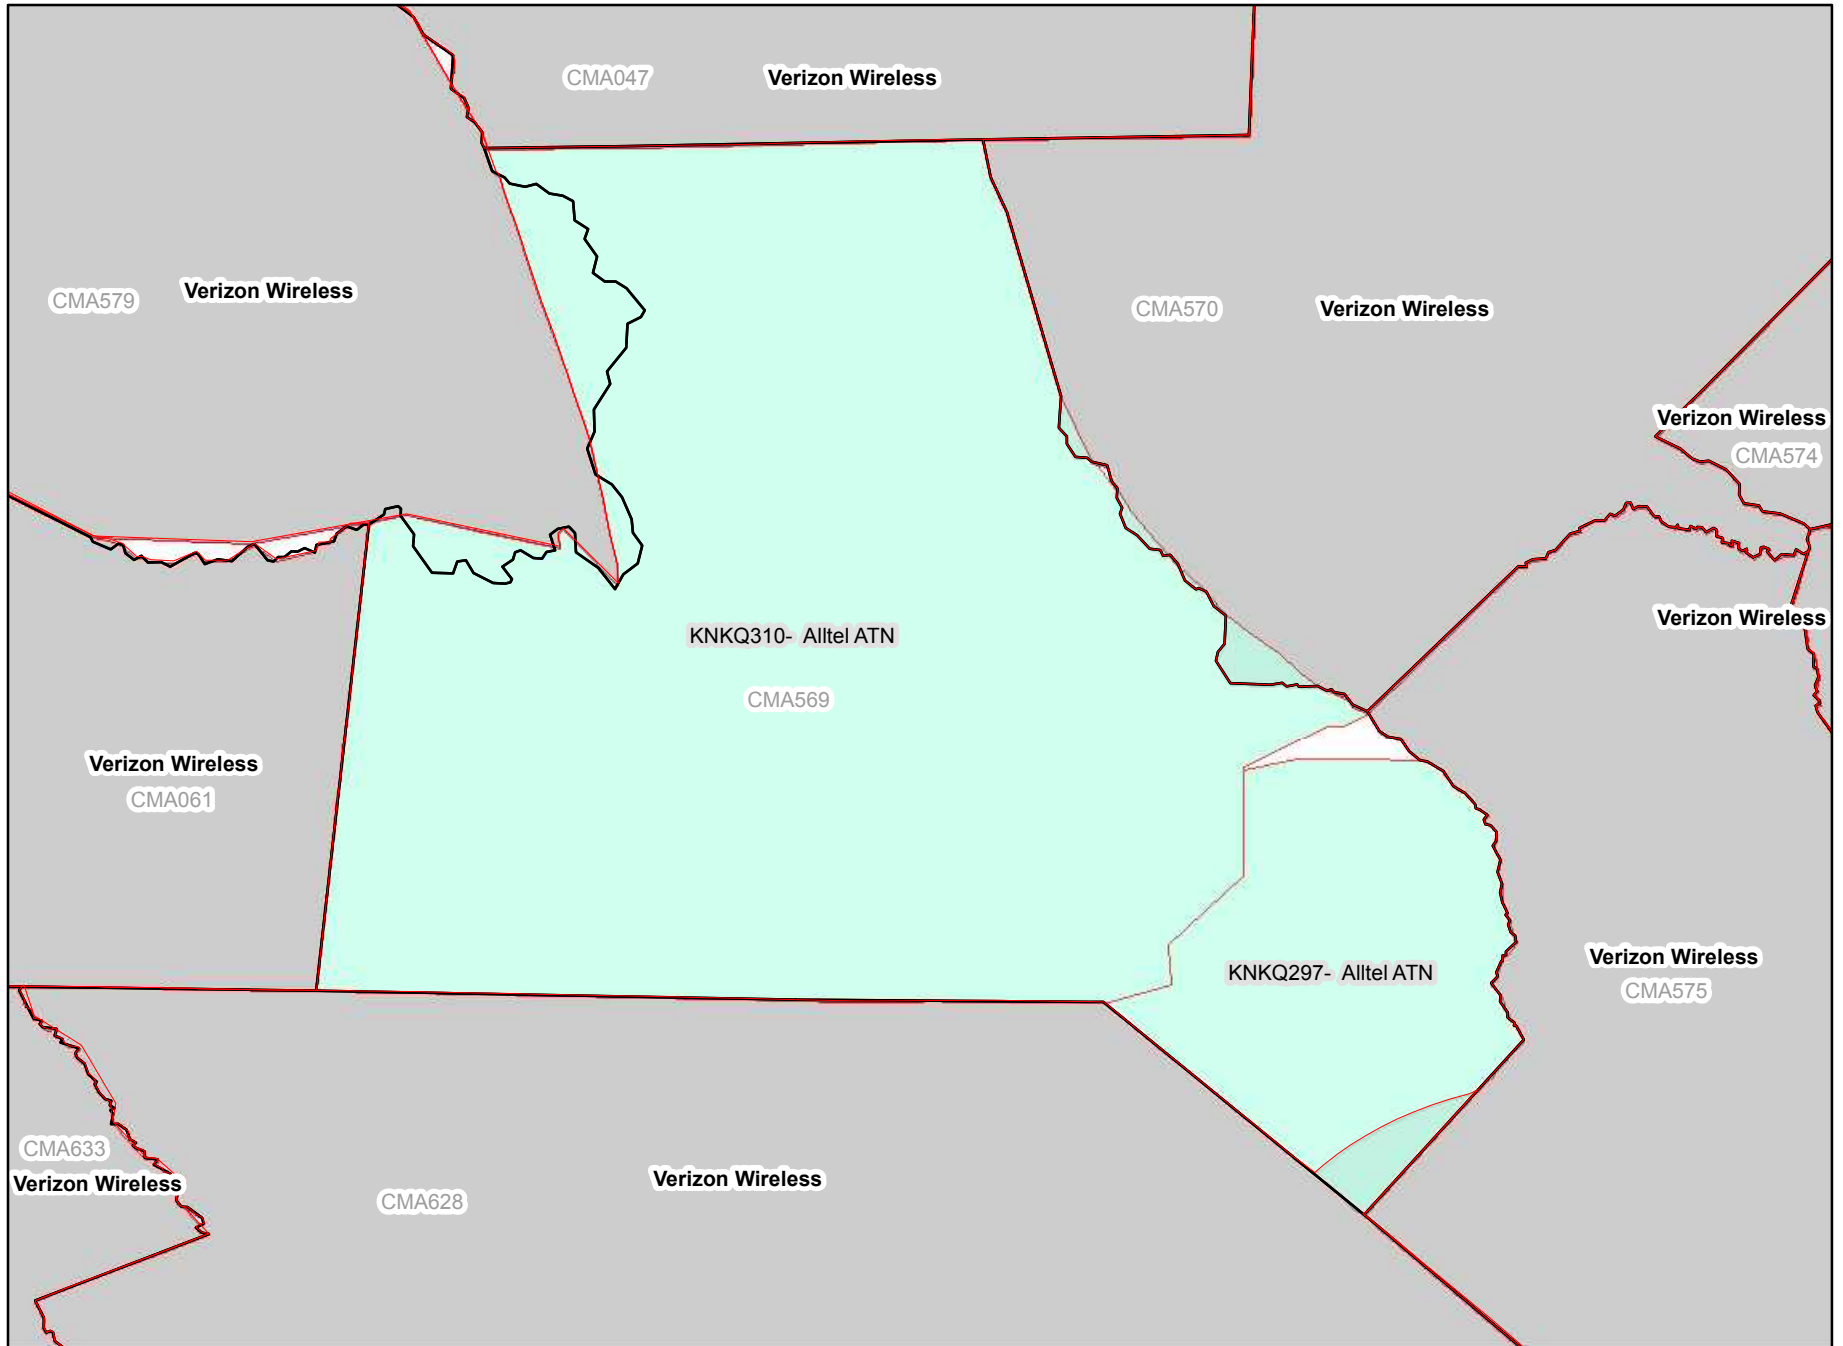 CMA047
Verizon Wireless
CMA579
Verizon Wireless
CMA570
Verizon Wireless
Verizon Wireless
CMA574
Verizon Wireless
KNKQ310- Alltel ATN
CMA569
Verizon Wireless
CMA061
KNKQ297- Alltel ATN
Verizon Wireless
CMA575
CMA633
Verizon Wireless
CMA628
Verizon Wireless